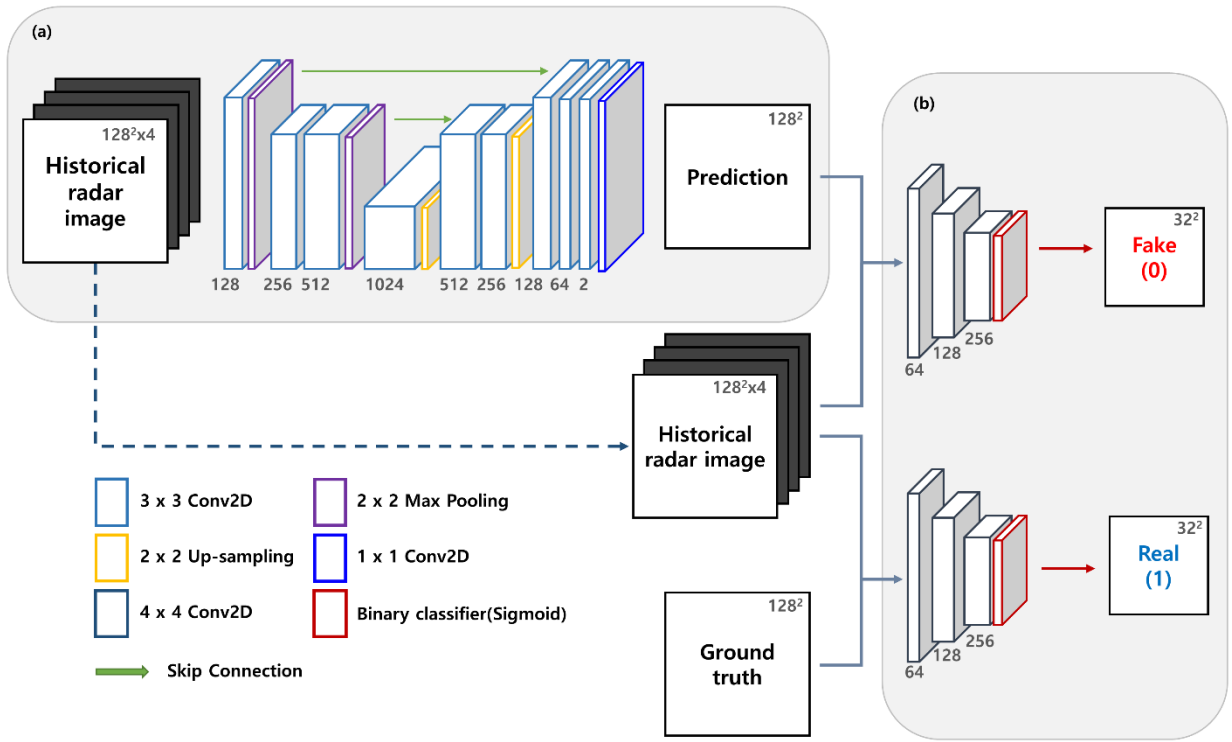 (a)
128²x4
Historical
radar
image
128
256
512
1024
512
256
128
64
2
128²
Prediction
128²x4
Historical
radar image
128²
Ground
truth
(b)
64
128
256
32²
Fake
(0)
64
128
256
32²
Real
(1)
3 x 3 Conv2D
2 x 2 Max Pooling
2 x 2 Up-sampling
1 x 1 Conv2D
4 x 4 Conv2D
Binary classifier(Sigmoid)
Skip Connection